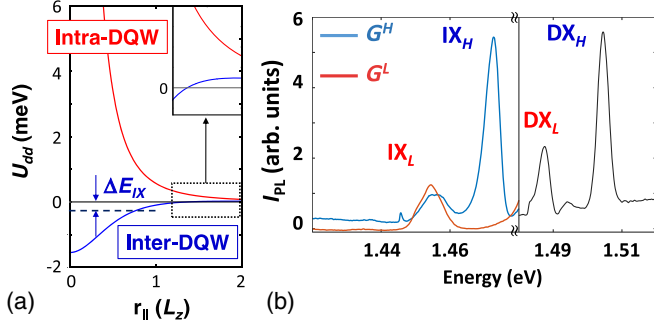 6
4
2
0
-2
U_dd (meV)
Intra-DQW
0
ΔE_IX
Inter-DQW
0
1
2
r_∥ (L_z)
(a)
6
4
2
0
I_PL (arb. units)
G^H
G^L
IX_H
IX_L
DX_H
DX_L
1.44
1.46
1.49
1.51
Energy (eV)
(b)